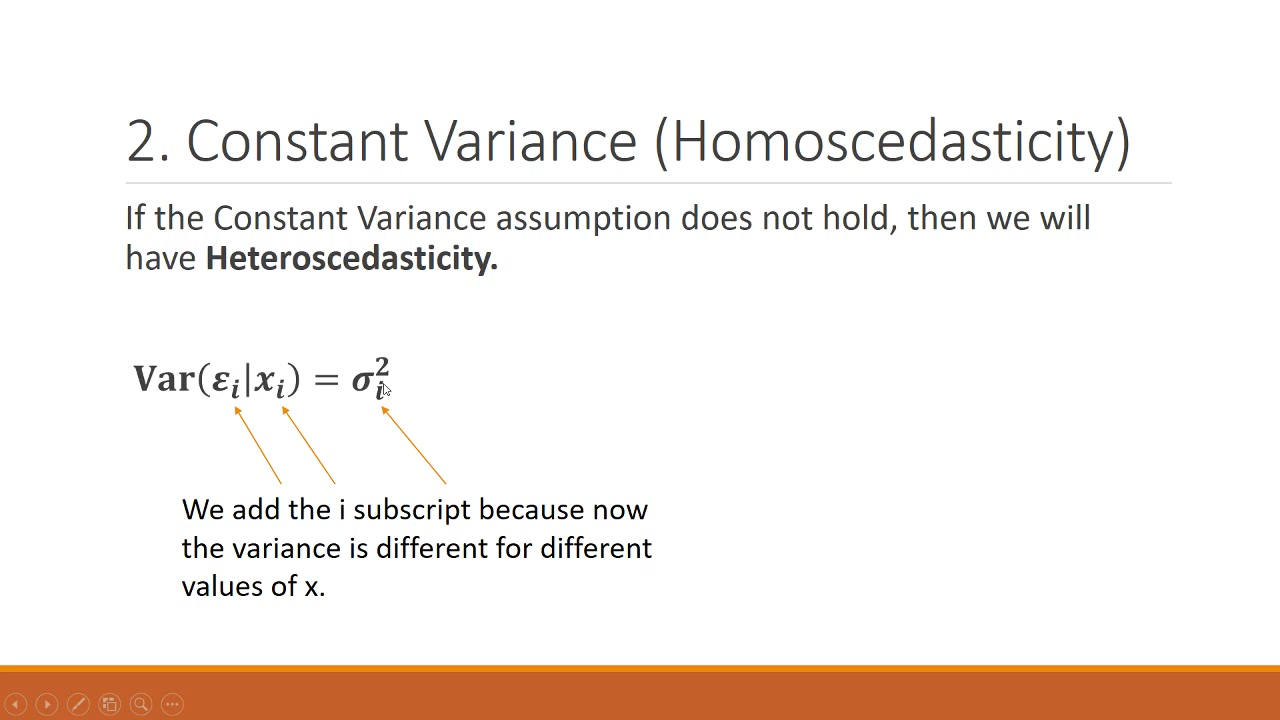 2. Constant Variance (Homoscedasticity)
If the Constant Variance assumption does not hold, then we will
have Heteroscedasticity.
Var(εᵢ|xᵢ) = σᵢ²
We add the i subscript because now
the variance is different for different
values of x.